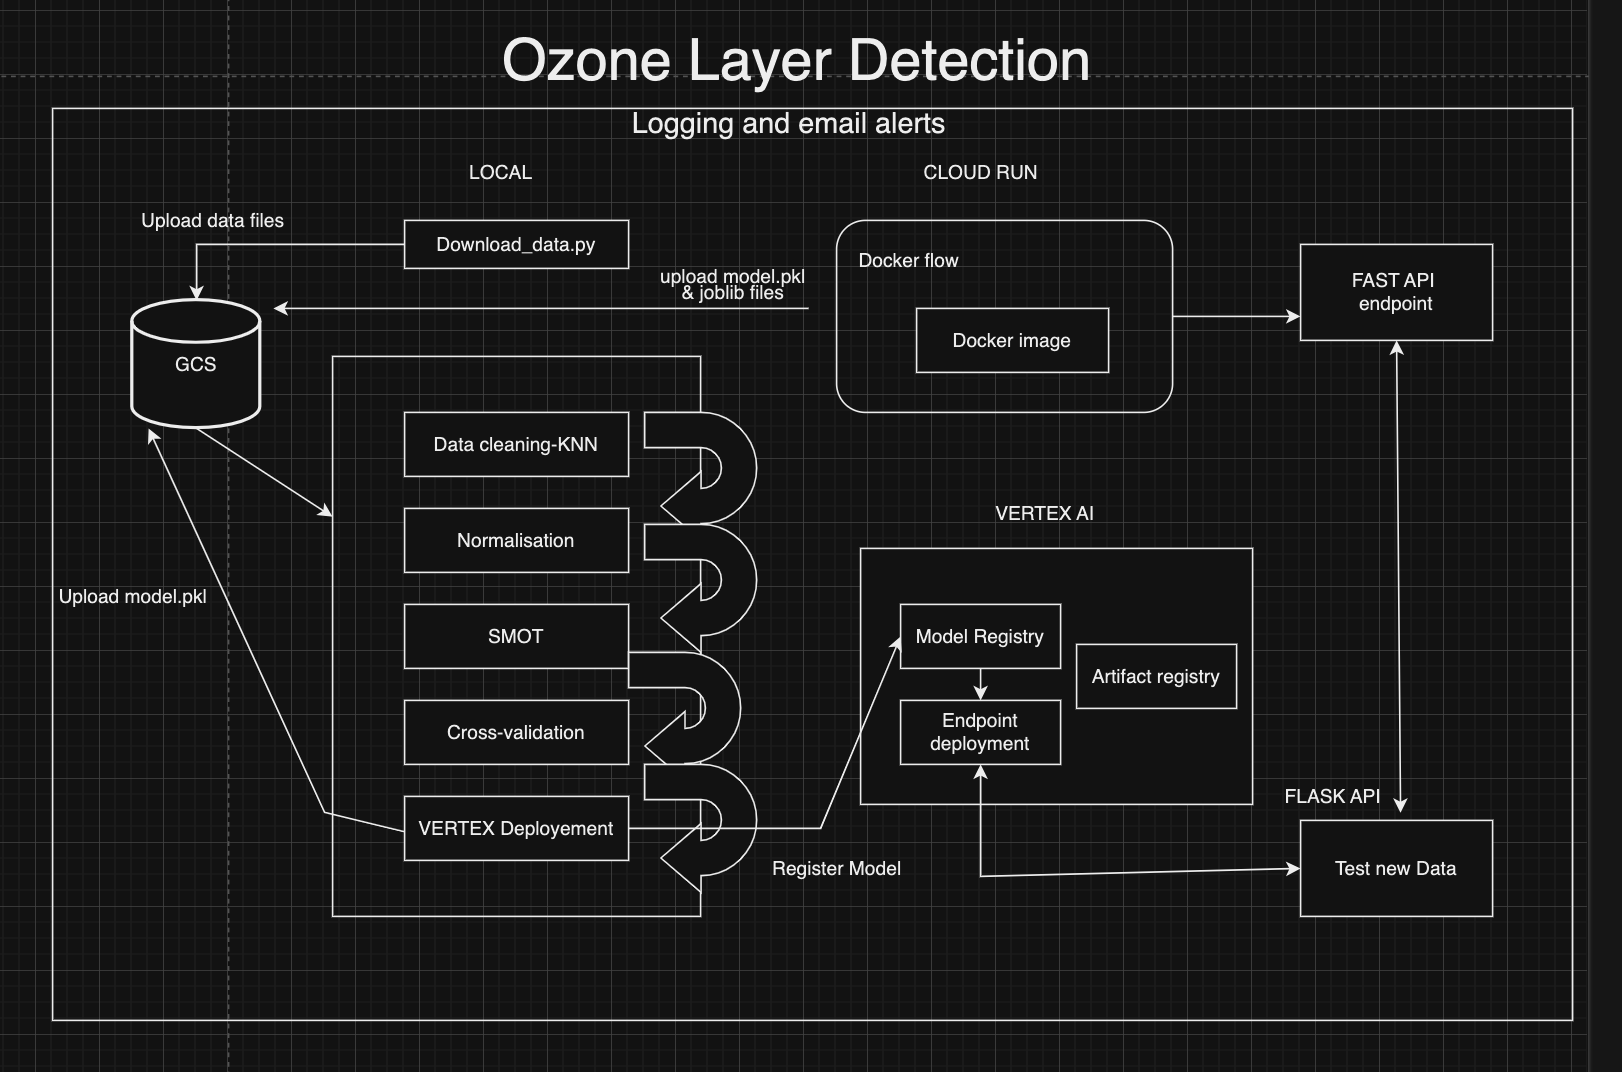 Ozone Layer Detection
Logging and email alerts
LOCAL
CLOUD RUN
Upload data files
Download_data.py
Docker flow
upload model.pkl
& joblib files
FAST API
endpoint
Docker image
GCS
Data cleaning-KNN
Normalisation
VERTEX AI
Upload model.pkl
SMOT
Model Registry
Artifact registry
Cross-validation
Endpoint
deployment
FLASK API
VERTEX Deployement
Register Model
Test new Data